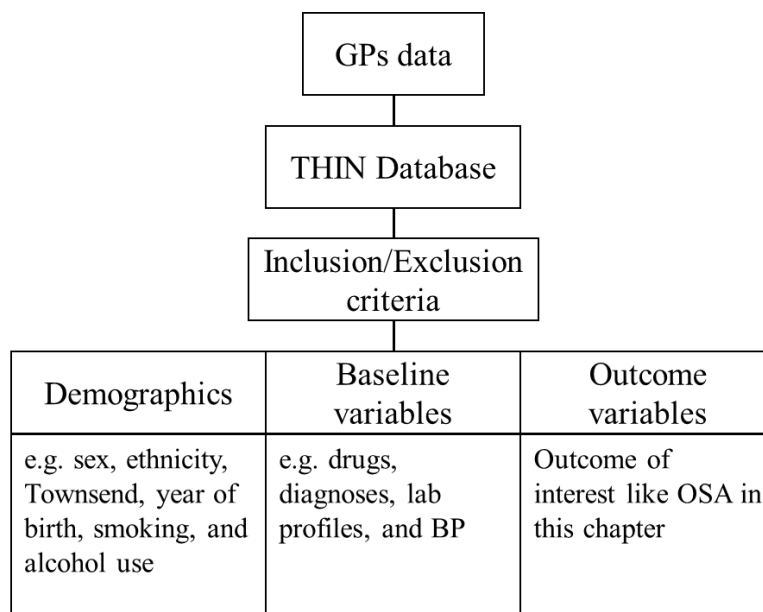 GPs data
THIN Database
Inclusion/Exclusion
criteria
Demographics
Baseline
variables
Outcome
variables
e.g. sex, ethnicity,
Townsend, year of
birth, smoking, and
alcohol use
e.g. drugs,
diagnoses, lab
profiles, and BP
Outcome of
interest like OSA in
this chapter